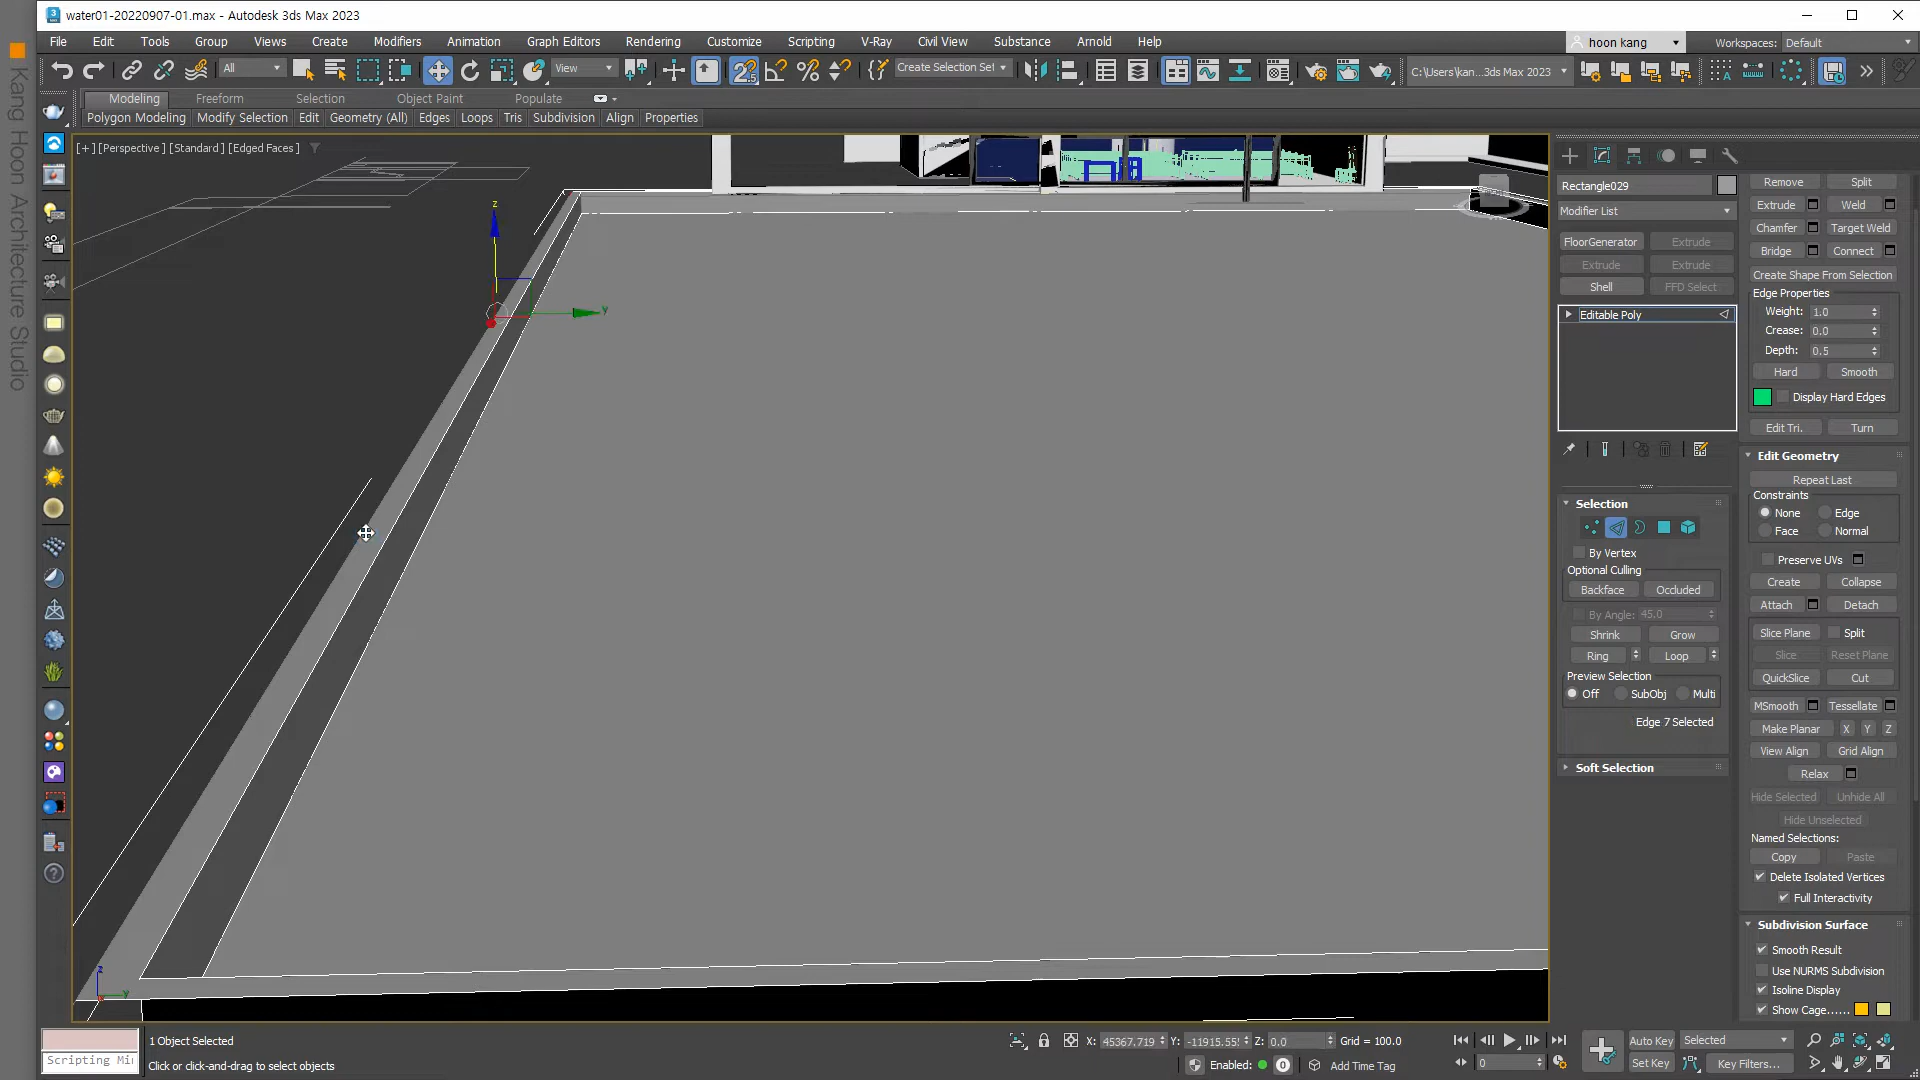 water01-20220907-01.max - Autodesk 3ds Max 2023
File Edit Tools Group Views Create Modifiers Animation Graph Editors Rendering Customize Scripting V-Ray Civil View Substance Arnold Help
hoon kang
Workspaces: Default
All
View
Create Selection Set
C:\Users\kan...3ds Max 2023
Modeling Freeform Selection Object Paint Populate
Polygon Modeling Modify Selection Edit Geometry (All) Edges Loops Tris Subdivision Align Properties
Kang Hoon Architecture Studio
[+] [Perspective] [Standard] [Edged Faces]
z
y
z
y
Rectangle029
Modifier List
FloorGenerator Extrude
Extrude Extrude
Shell FFD Select
Editable Poly
Selection
By Vertex
Optional Culling
Backface Occluded
By Angle: 45.0
Shrink Grow
Ring Loop
Preview Selection
Off SubObj Multi
Edge 7 Selected
Soft Selection
Remove Split
Extrude Weld
Chamfer Target Weld
Bridge Connect
Create Shape From Selection
Edge Properties
Weight: 1.0
Crease: 0.0
Depth: 0.5
Hard Smooth
Display Hard Edges
Edit Tri. Turn
Edit Geometry
Repeat Last
Constraints
None Edge
Face Normal
Preserve UVs
Create Collapse
Attach Detach
Slice Plane Split
Slice Reset Plane
QuickSlice Cut
MSmooth Tessellate
Make Planar X Y Z
View Align Grid Align
Relax
Hide Selected Unhide All
Hide Unselected
Named Selections:
Copy Paste
Delete Isolated Vertices
Full Interactivity
Subdivision Surface
Smooth Result
Use NURMS Subdivision
Isoline Display
Show Cage......
Scripting Mi
1 Object Selected
Click or click-and-drag to select objects
X: 45367.719 Y: -11915.555 Z: 0.0 Grid = 100.0
Enabled: 0 Add Time Tag
0
Auto Key Selected
Set Key Key Filters...